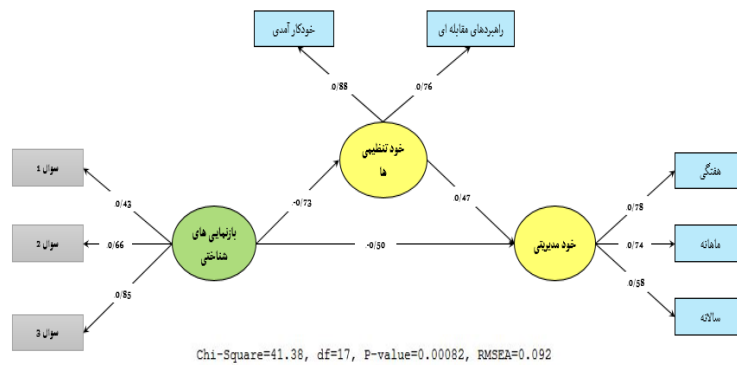 خودکار آمدی
راهبردهای مقابله ای
0/88
0/76
خود تنظیمی
ها
سوال 1
سوال 2
سوال 3
0/43
0/66
0/85
بازنمایی های
شناختی
-0/73
0/47
-0/50
خود مدیریتی
0/78
0/74
0/58
هفتگی
ماهانه
سالانه
Chi-Square=41.38, df=17, P-value=0.00082, RMSEA=0.092